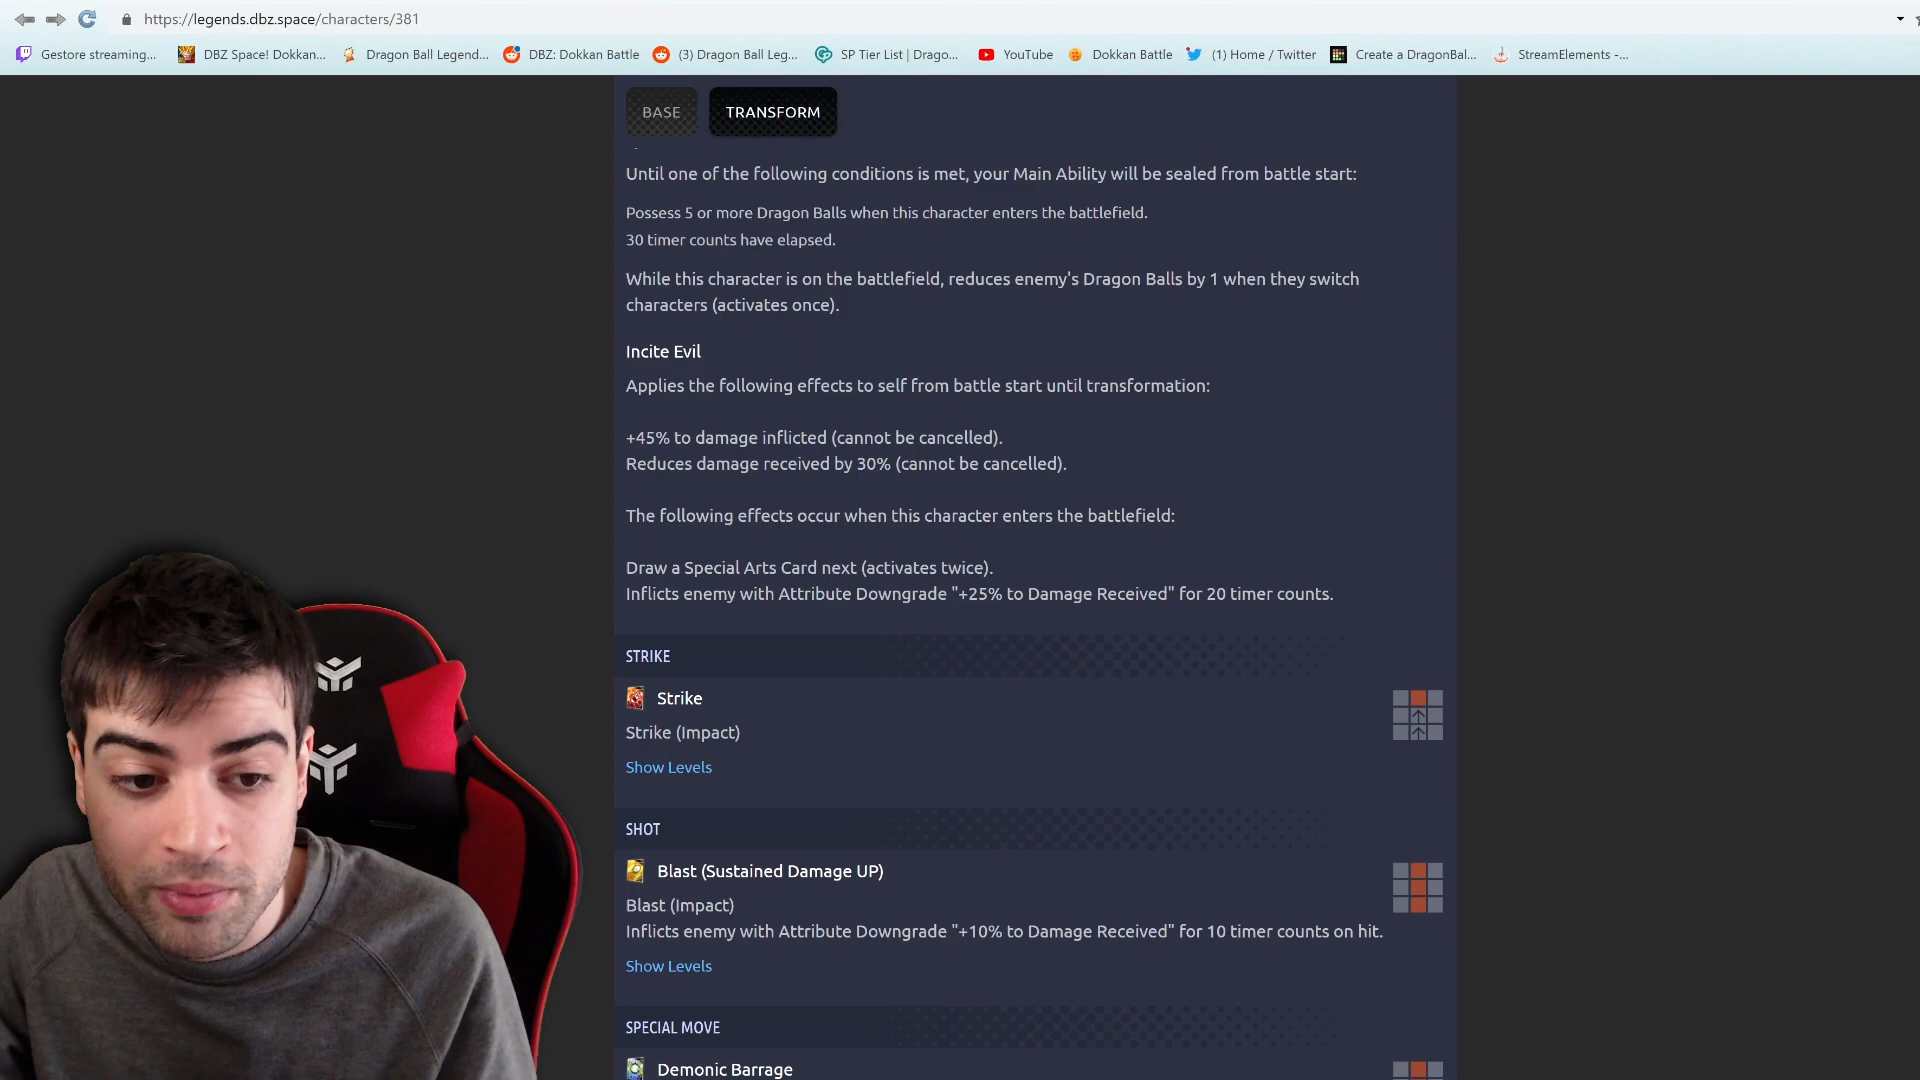 https://legends.dbz.space/characters/381
Gestore streaming...
DBZ Space! Dokkan...
Dragon Ball Legend...
DBZ: Dokkan Battle
(3) Dragon Ball Leg...
SP Tier List | Drago...
YouTube
Dokkan Battle
(1) Home / Twitter
Create a DragonBal...
StreamElements -...
BASE
TRANSFORM
Until one of the following conditions is met, your Main Ability will be sealed from battle start:
Possess 5 or more Dragon Balls when this character enters the battlefield.
30 timer counts have elapsed.
While this character is on the battlefield, reduces enemy's Dragon Balls by 1 when they switch
characters (activates once).
Incite Evil
Applies the following effects to self from battle start until transformation:
+45% to damage inflicted (cannot be cancelled).
Reduces damage received by 30% (cannot be cancelled).
The following effects occur when this character enters the battlefield:
Draw a Special Arts Card next (activates twice).
Inflicts enemy with Attribute Downgrade "+25% to Damage Received" for 20 timer counts.
STRIKE
Strike
Strike (Impact)
Show Levels
SHOT
Blast (Sustained Damage UP)
Blast (Impact)
Inflicts enemy with Attribute Downgrade "+10% to Damage Received" for 10 timer counts on hit.
Show Levels
SPECIAL MOVE
Demonic Barrage